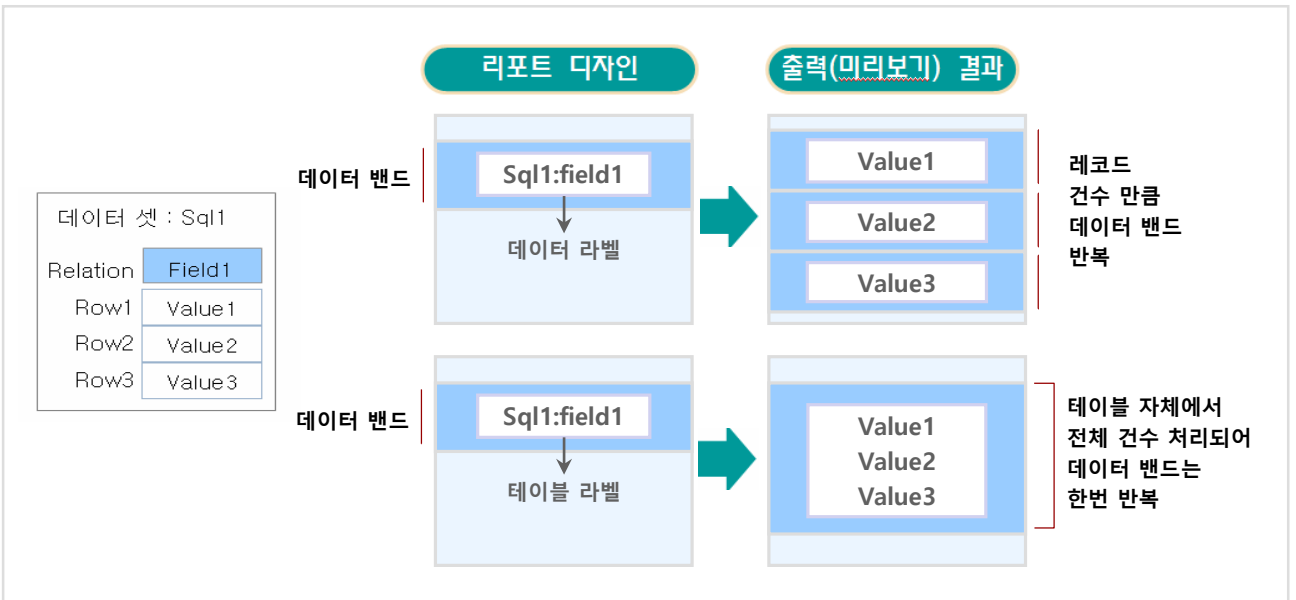 리포트 디자인
출력(미리보기) 결과
데이터 셋 : Sql1
Relation Field1
Row1 Value1
Row2 Value2
Row3 Value3
데이터 밴드
Sql1:field1
데이터 라벨
Value1
Value2
Value3
레코드
건수 만큼
데이터 밴드
반복
데이터 밴드
Sql1:field1
테이블 라벨
Value1
Value2
Value3
테이블 자체에서
전체 건수 처리되어
데이터 밴드는
한번 반복